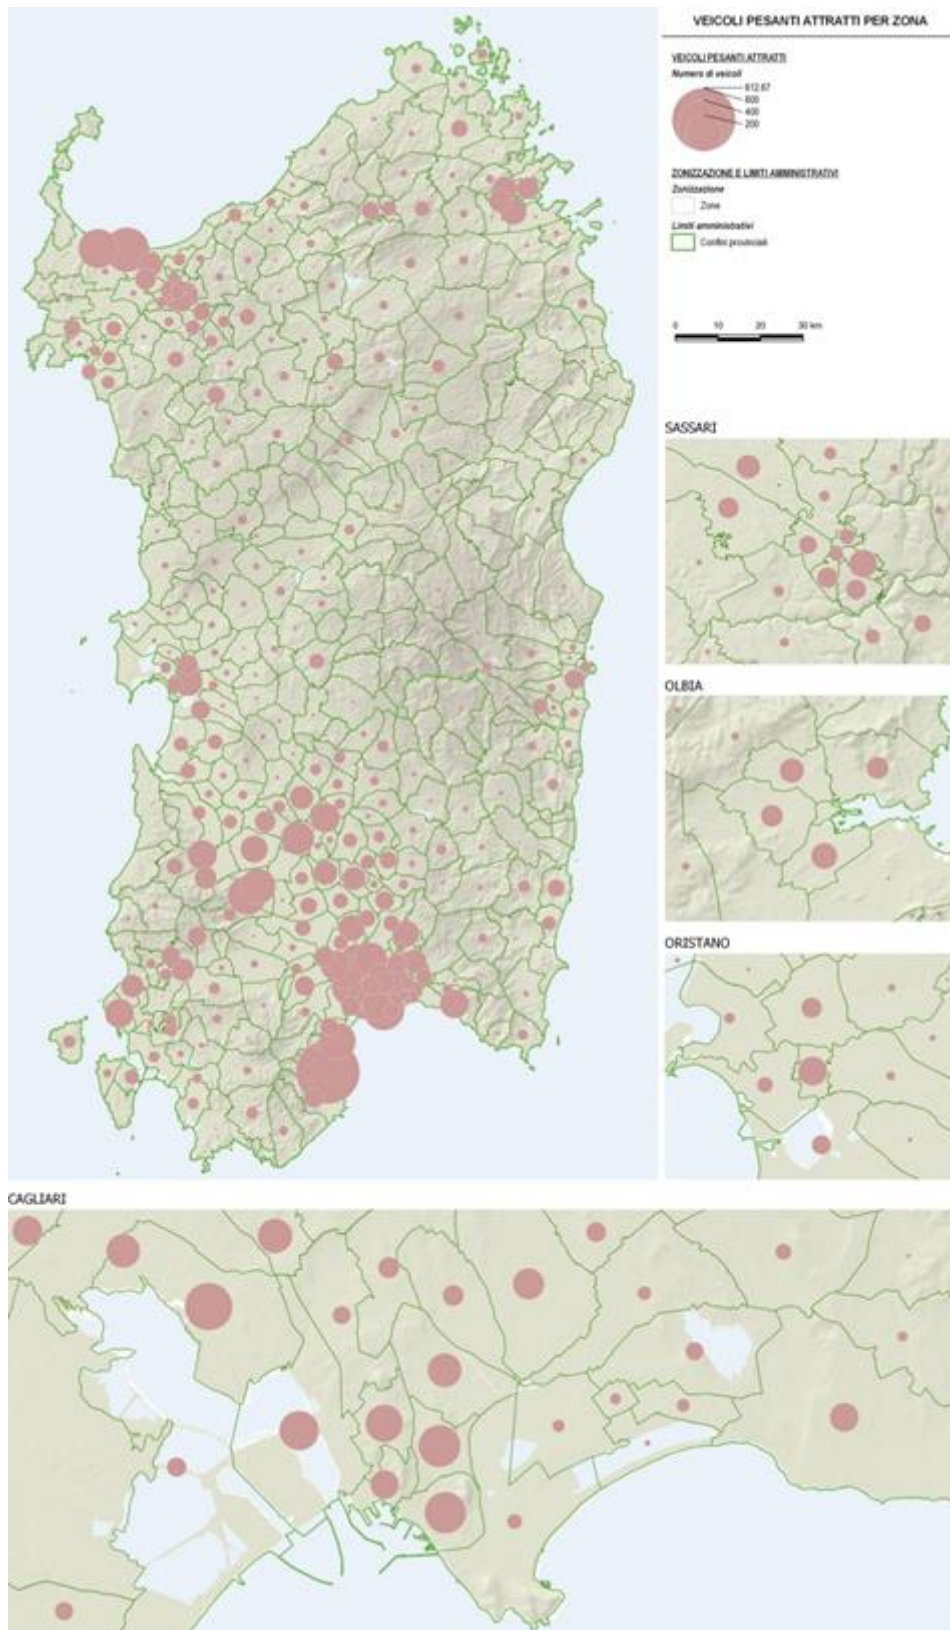 VEICOLI PESANTI ATTRATTI PER ZONA
VEICOLI PESANTI ATTRATTI
Numero di veicoli
612.67
600
400
200
ZONIZZAZIONE E LIMITI AMMINISTRATIVI
Zonizzazione
Zone
Limiti amministrativi
Confini provinciali
0 10 20 30 km
SASSARI
OLBIA
ORISTANO
CAGLIARI